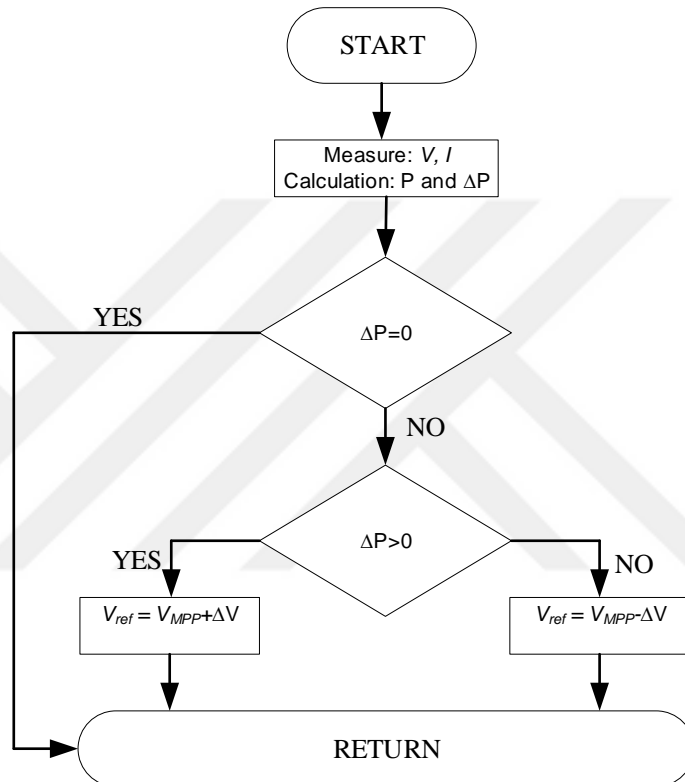 START
Measure: V, I
Calculation: P and ΔP
YES
ΔP=0
NO
YES
ΔP>0
NO
Vref = VMPP+ΔV
Vref = VMPP-ΔV
RETURN